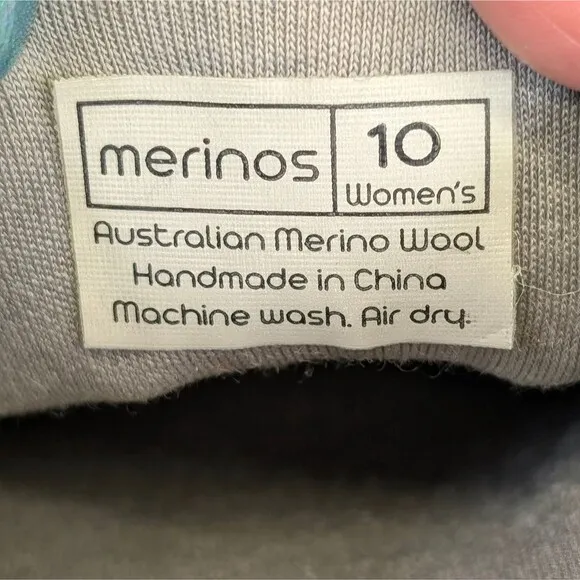 merinos
10
Women's
Australian Merino Wool
Handmade in China
Machine wash. Air dry.